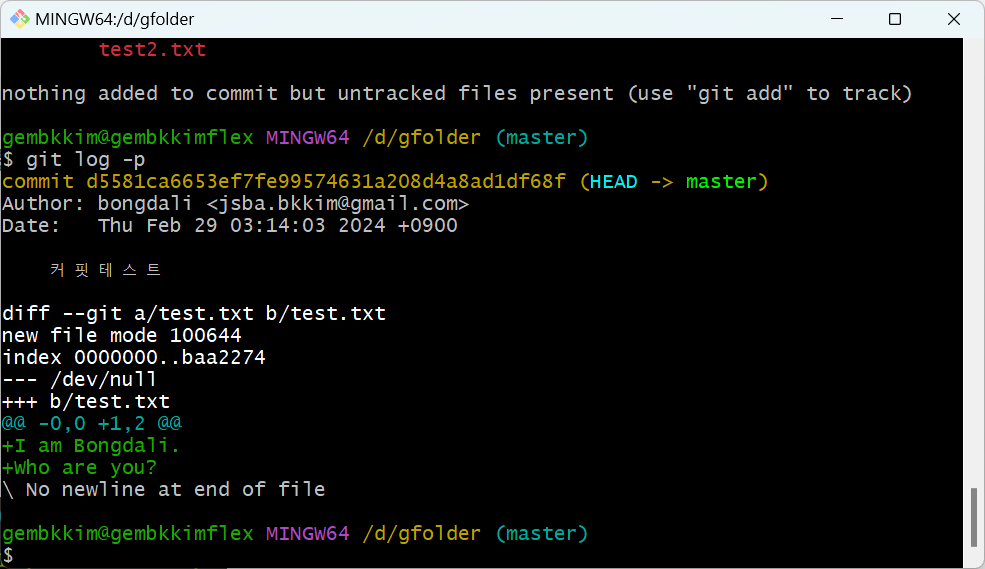 MINGW64:/d/gfolder
test2.txt
nothing added to commit but untracked files present (use "git add" to track)
gembkkim@gembkkimflex MINGW64 /d/gfolder (master)
$ git log -p
commit d5581ca6653ef7fe99574631a208d4a8ad1df68f (HEAD -> master)
Author: bongdali <jsba.bkkim@gmail.com>
Date:   Thu Feb 29 03:14:03 2024 +0900
커 핏 테 스 트
diff --git a/test.txt b/test.txt
new file mode 100644
index 0000000..baa2274
--- /dev/null
+++ b/test.txt
@@ -0,0 +1,2 @@
+I am Bongdali.
+Who are you?
\ No newline at end of file
gembkkim@gembkkimflex MINGW64 /d/gfolder (master)
$